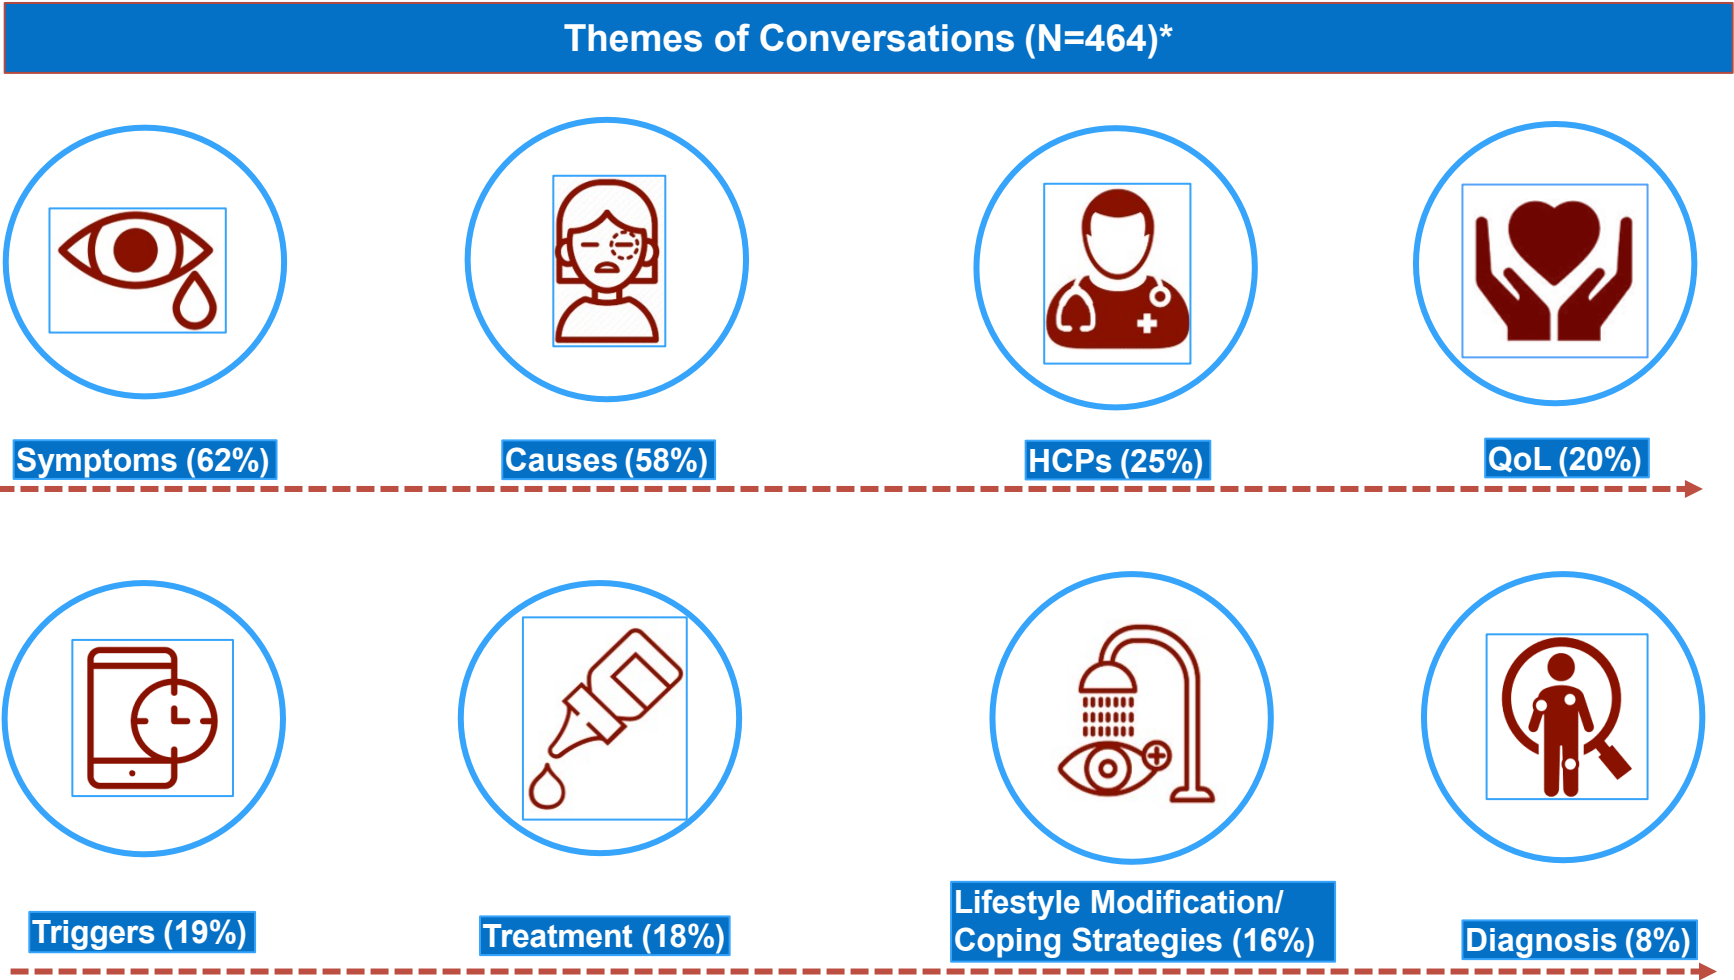 Themes of Conversations (N=464)*
Symptoms (62%)
Causes (58%)
HCPs (25%)
QoL (20%)
Triggers (19%)
Treatment (18%)
Lifestyle Modification/
Coping Strategies (16%)
Diagnosis (8%)